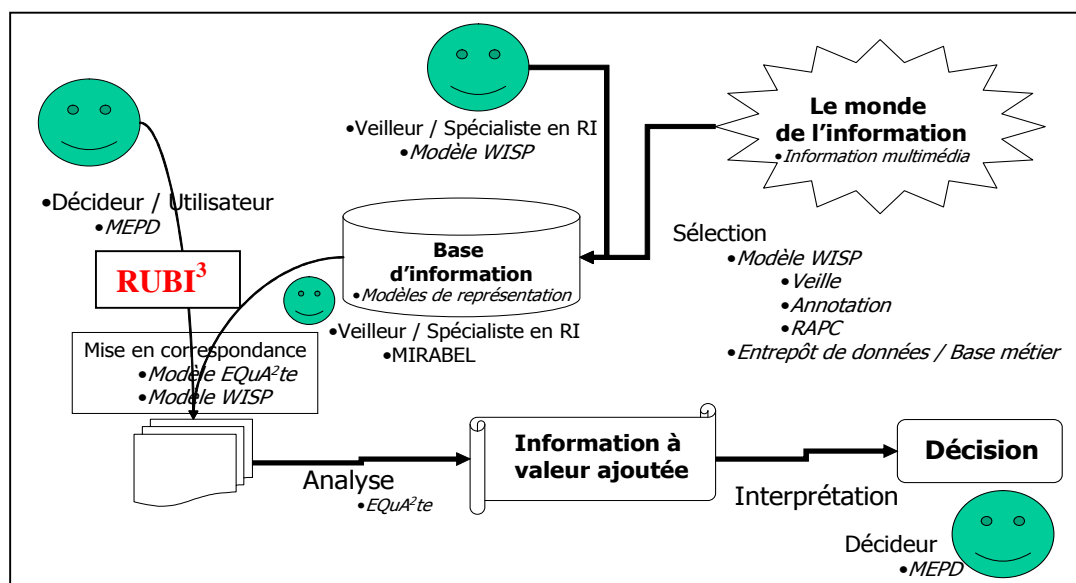 Le monde
de l’information
•Information multimédia
•Veilleur / Spécialiste en RI
•Modèle WISP
•Décideur / Utilisateur
•MEPD
RUBI³
Base
d’information
•Modèles de représentation
Sélection
•Modèle WISP
•Veille
•Annotation
•RAPC
•Entrepôt de données / Base métier
•Veilleur / Spécialiste en RI
•MIRABEL
Mise en correspondance
•Modèle EQuA²te
•Modèle WISP
Analyse
•EQuA²te
Information à
valeur ajoutée
Interprétation
Décision
Décideur
•MEPD